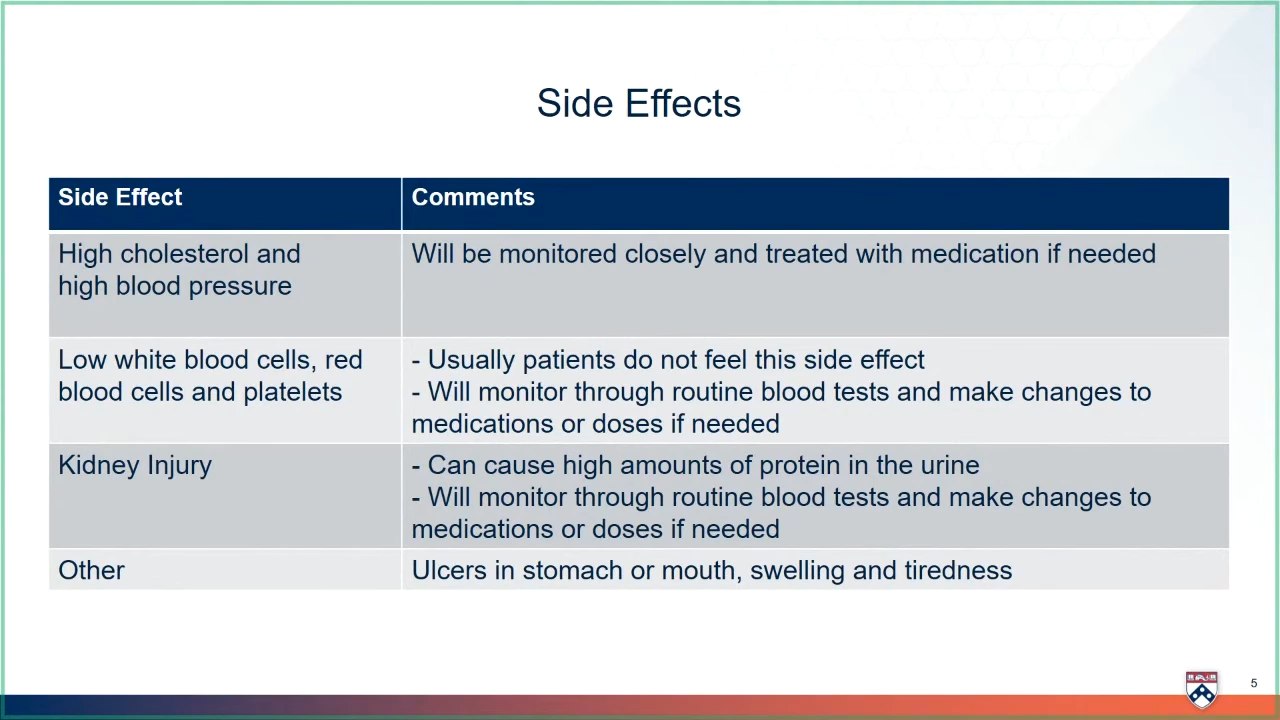 Side Effects
Side Effect
Comments
High cholesterol and
high blood pressure
Will be monitored closely and treated with medication if needed
Low white blood cells, red
blood cells and platelets
- Usually patients do not feel this side effect
- Will monitor through routine blood tests and make changes to
medications or doses if needed
Kidney Injury
- Can cause high amounts of protein in the urine
- Will monitor through routine blood tests and make changes to
medications or doses if needed
Other
Ulcers in stomach or mouth, swelling and tiredness
5